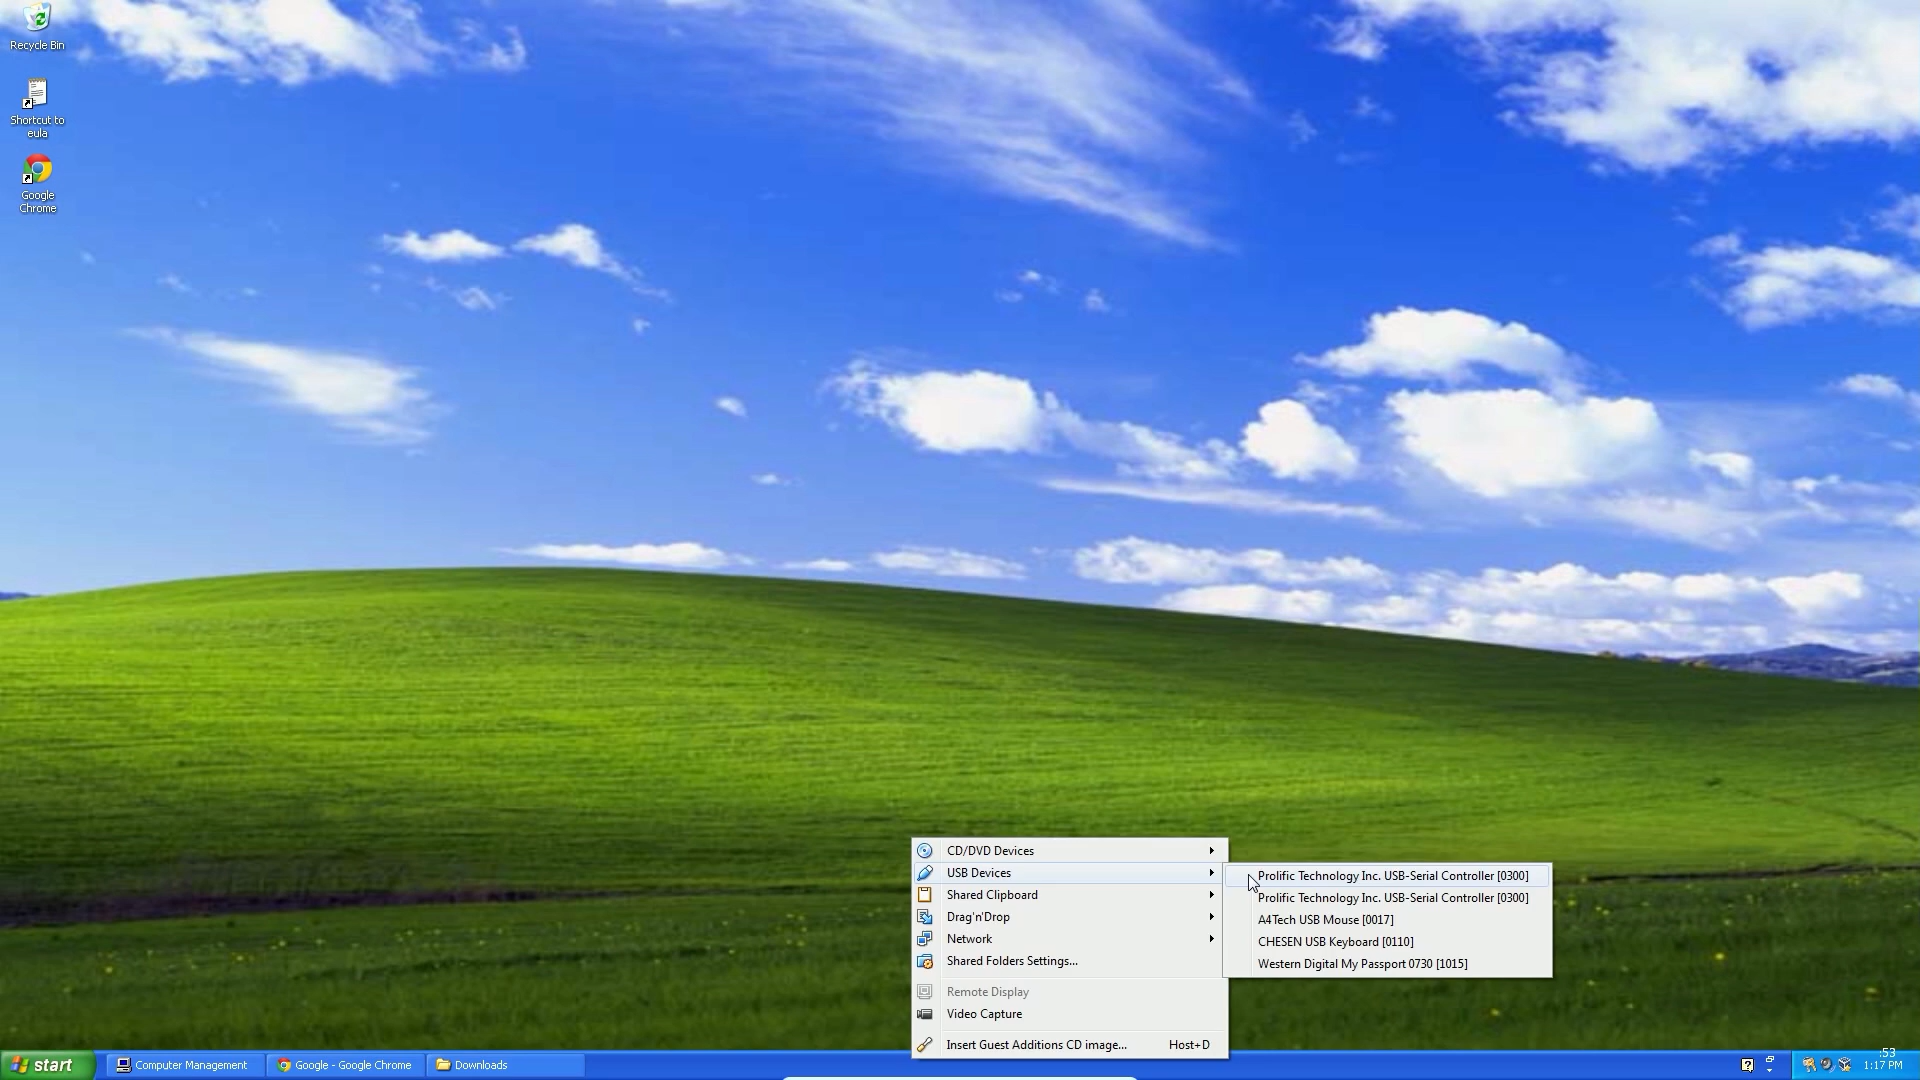 Recycle Bin
Shortcut to
eula
Google
Chrome
CD/DVD Devices
USB Devices
Shared Clipboard
Drag'n'Drop
Network
Shared Folders Settings...
Remote Display
Video Capture
Insert Guest Additions CD image... Host+D
Prolific Technology Inc. USB-Serial Controller [0300]
Prolific Technology Inc. USB-Serial Controller [0300]
A4Tech USB Mouse [0017]
CHESEN USB Keyboard [0110]
Western Digital My Passport 0730 [1015]
start
Computer Management
Google - Google Chrome
Downloads
:53
1:17 PM